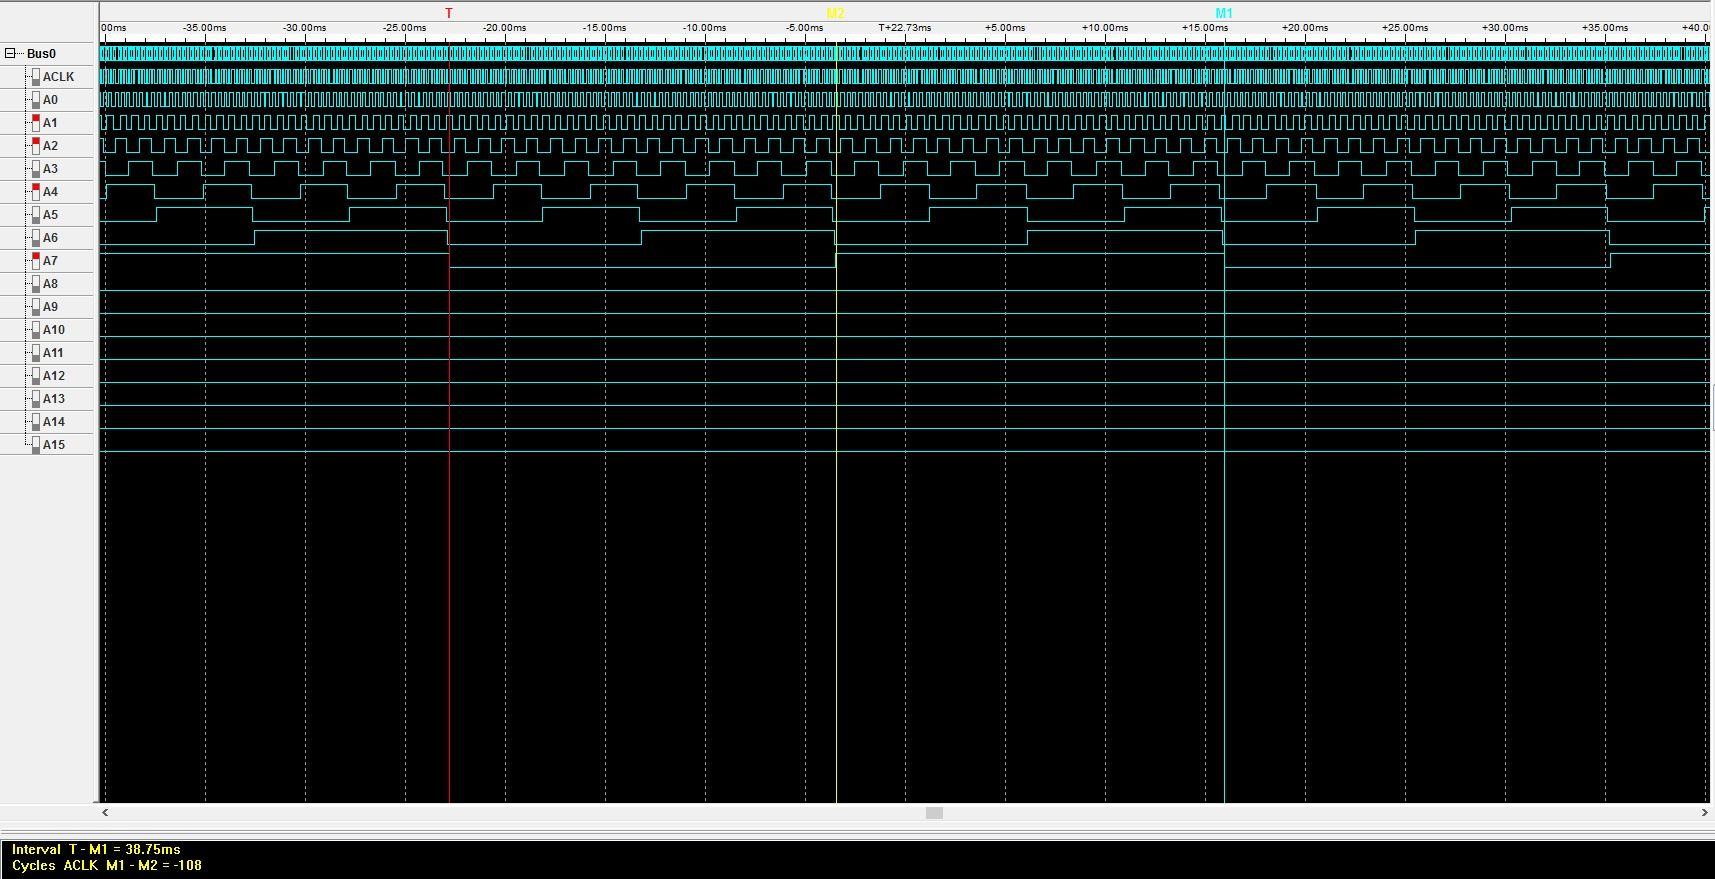 T M2 M1
00ms -35.00ms -30.00ms -25.00ms -20.00ms -15.00ms -10.00ms -5.00ms T+22.73ms +5.00ms +10.00ms +15.00ms +20.00ms +25.00ms +30.00ms +35.00ms +40.0
Bus0
ACLK
A0
A1
A2
A3
A4
A5
A6
A7
A8
A9
A10
A11
A12
A13
A14
A15
Interval T - M1 = 38.75ms
Cycles ACLK M1 - M2 = -108